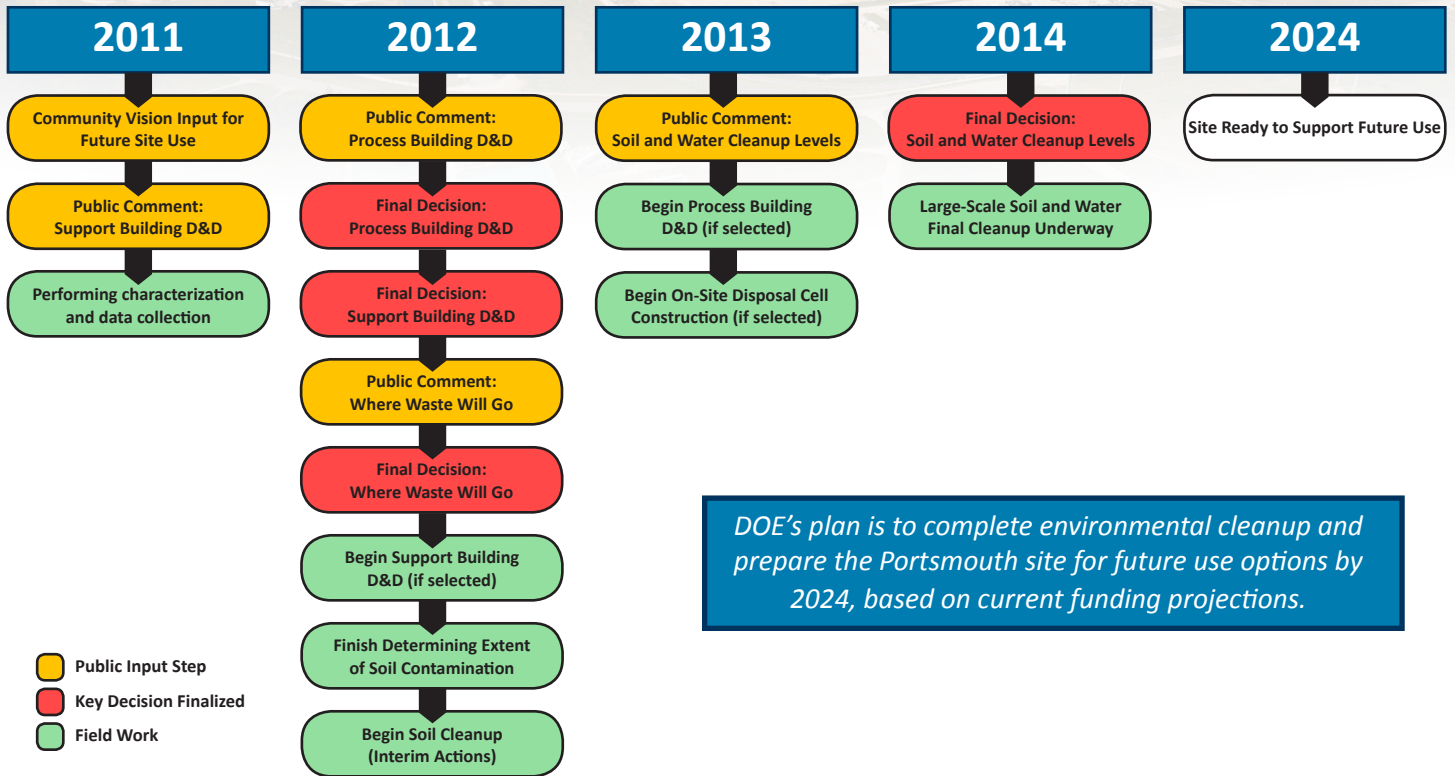 2011
Community Vision Input for
Future Site Use
Public Comment:
Support Building D&D
Performing characterization
and data collection
2012
Public Comment:
Process Building D&D
Final Decision:
Process Building D&D
Final Decision:
Support Building D&D
Public Comment:
Where Waste Will Go
Final Decision:
Where Waste Will Go
Begin Support Building
D&D (if selected)
Finish Determining Extent
of Soil Contamination
Begin Soil Cleanup
(Interim Actions)
2013
Public Comment:
Soil and Water Cleanup Levels
Begin Process Building
D&D (if selected)
Begin On-Site Disposal Cell
Construction (if selected)
2014
Final Decision:
Soil and Water Cleanup Levels
Large-Scale Soil and Water
Final Cleanup Underway
2024
Site Ready to Support Future Use
DOE’s plan is to complete environmental cleanup and
prepare the Portsmouth site for future use options by
2024, based on current funding projections.
Public Input Step
Key Decision Finalized
Field Work